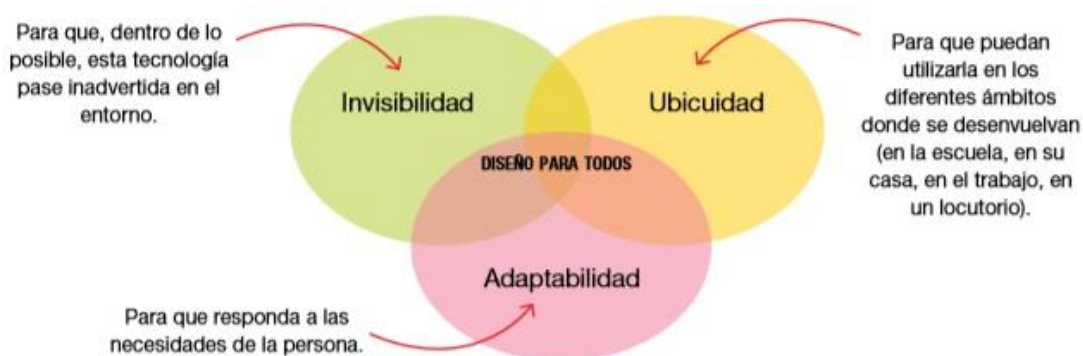 Para que, dentro de lo
posible, esta tecnología
pase inadvertida en el
entorno.
Invisibilidad
Ubicuidad
Para que puedan
utilizarla en los
diferentes ámbitos
donde se desenvuelvan
(en la escuela, en su
casa, en el trabajo, en
un locutorio).
DISEÑO PARA TODOS
Adaptabilidad
Para que responda a las
necesidades de la persona.